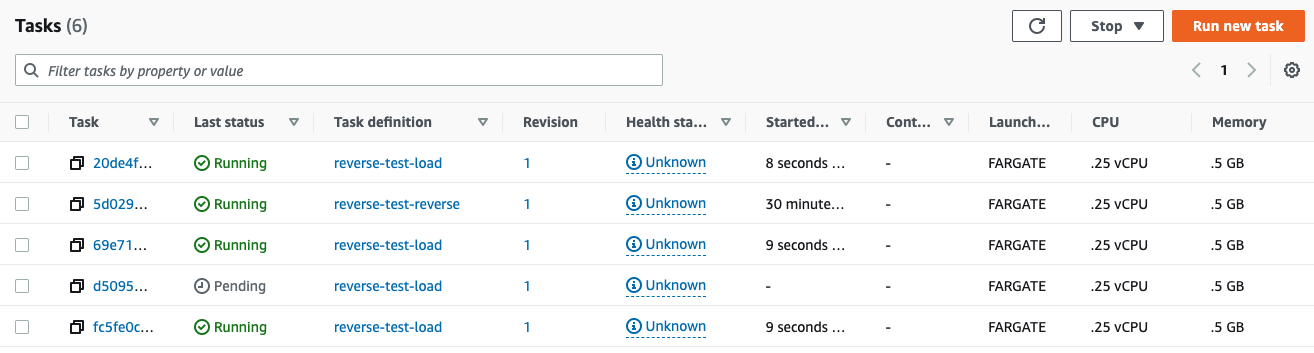 Tasks (6)
Stop
Run new task
Filter tasks by property or value
1
Task Last status Task definition Revision Health sta... Started... Cont... Launch... CPU Memory
20de4f... Running reverse-test-load 1 Unknown 8 seconds ... - FARGATE .25 vCPU .5 GB
5d029... Running reverse-test-reverse 1 Unknown 30 minute... - FARGATE .25 vCPU .5 GB
69e71... Running reverse-test-load 1 Unknown 9 seconds ... - FARGATE .25 vCPU .5 GB
d5095... Pending reverse-test-load 1 Unknown - - FARGATE .25 vCPU .5 GB
fc5fe0c... Running reverse-test-load 1 Unknown 9 seconds ... - FARGATE .25 vCPU .5 GB